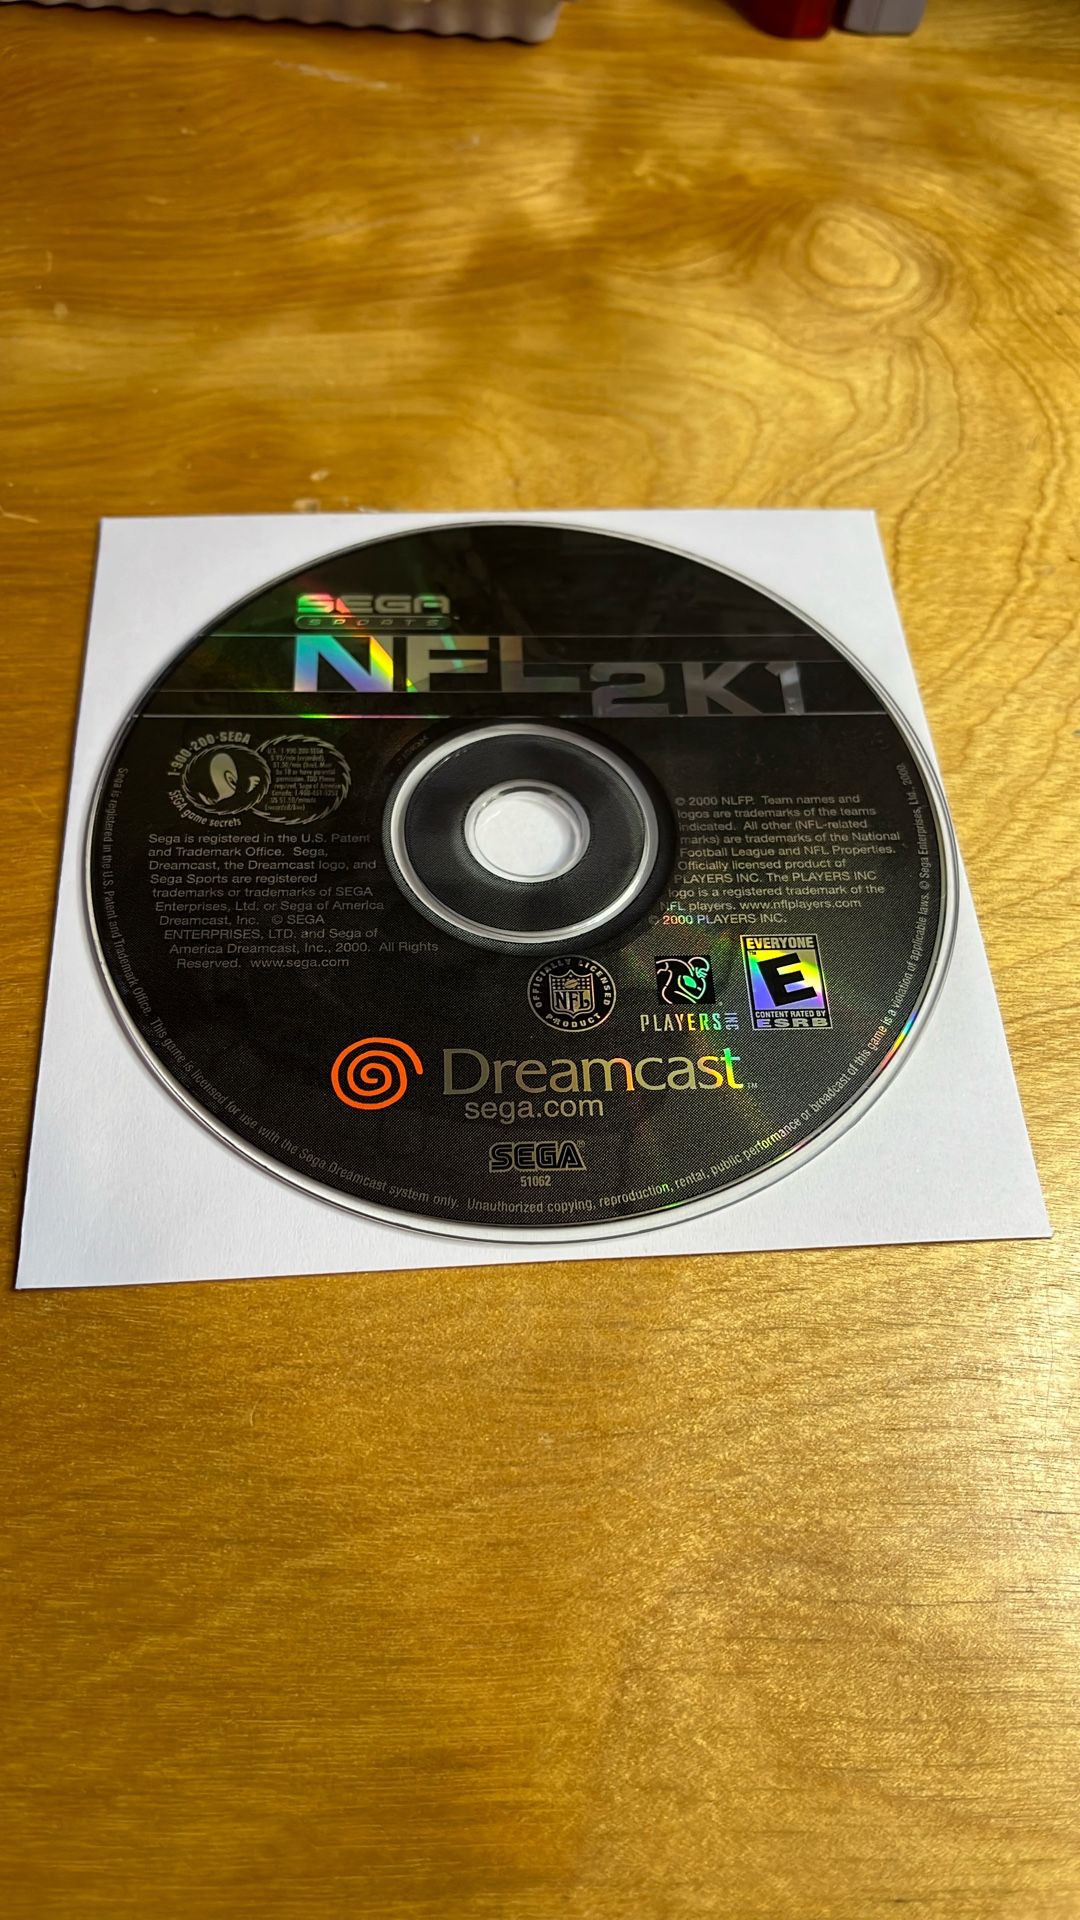 SEGA
SPORTS
NFL 2K1
1-900-200-SEGA
SEGA game secrets
Sega is registered in the U.S. Patent
and Trademark Office. Sega,
Dreamcast, the Dreamcast logo, and
Sega Sports are registered
trademarks or trademarks of SEGA
Enterprises, Ltd. or Sega of America
Dreamcast, Inc. © SEGA
ENTERPRISES, LTD. and Sega of
America Dreamcast, Inc., 2000. All Rights
Reserved. www.sega.com
© 2000 NLFP. Team names and
logos are trademarks of the teams
indicated. All other (NFL-related
marks) are trademarks of the National
Football League and NFL Properties.
Officially licensed product of
PLAYERS INC. The PLAYERS INC
logo is a registered trademark of the
NFL players. www.nflplayers.com
© 2000 PLAYERS INC.
OFFICIALLY LICENSED
NFL
PRODUCT
PLAYERS INC
EVERYONE
E
CONTENT RATED BY
ESRB
Dreamcast™
sega.com
SEGA®
51062
Sega is registered in the U.S. Patent and Trademark Office. This game is licensed for use with the Sega Dreamcast system only. Unauthorized copying, reproduction, rental, public performance or broadcast of this game is a violation of applicable laws. © Sega Enterprises, Ltd. 2000.